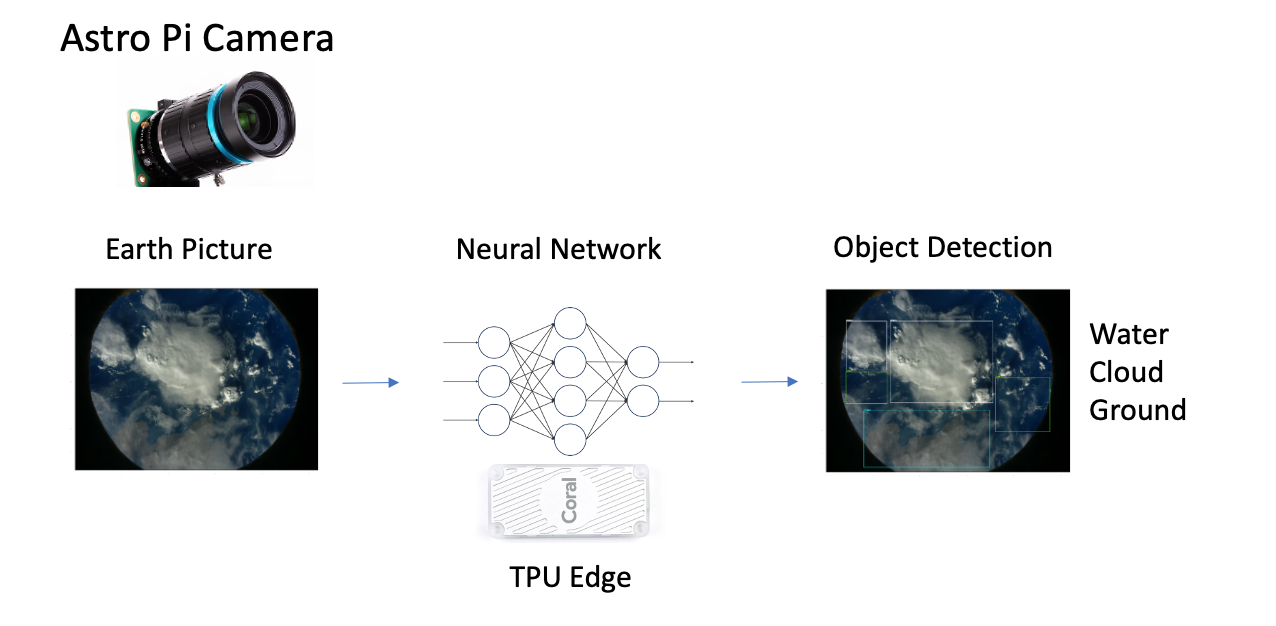 Astro Pi Camera
Earth Picture
Neural Network
Object Detection
Water
Cloud
Ground
Coral
TPU Edge